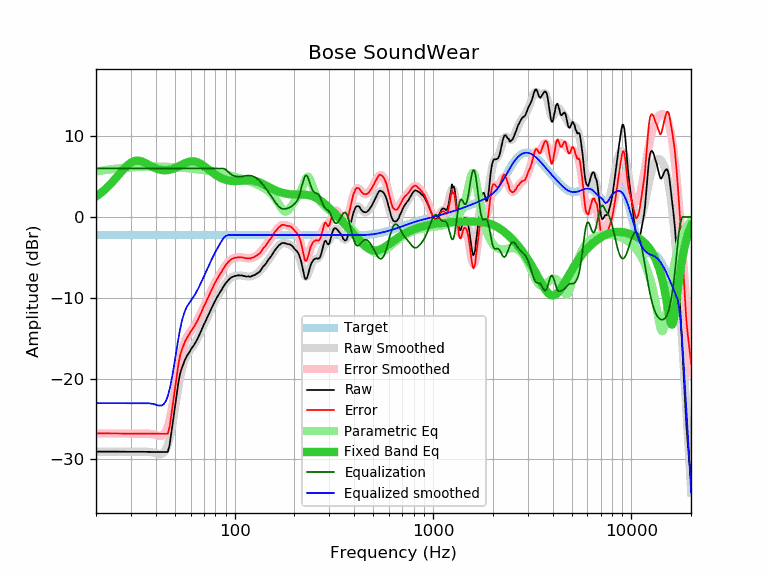 Bose SoundWear
Amplitude (dBr)
10
0
−10
−20
−30
Target
Raw Smoothed
Error Smoothed
Raw
Error
Parametric Eq
Fixed Band Eq
Equalization
Equalized smoothed
100
1000
10000
Frequency (Hz)